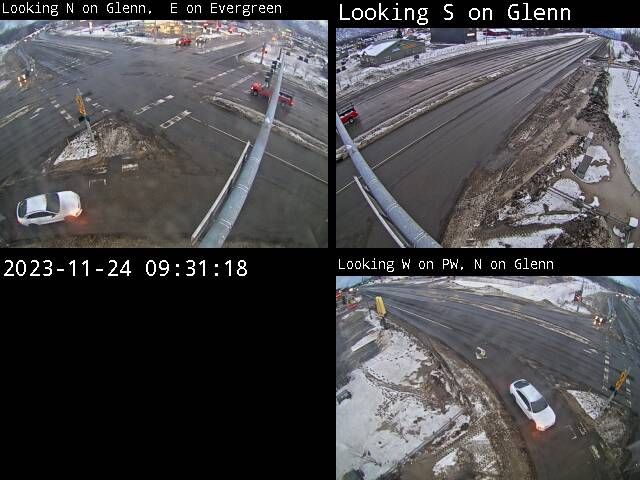 Looking N on Glenn,  E on Evergreen
Looking S on Glenn
2023-11-24 09:31:18
Looking W on PW, N on Glenn